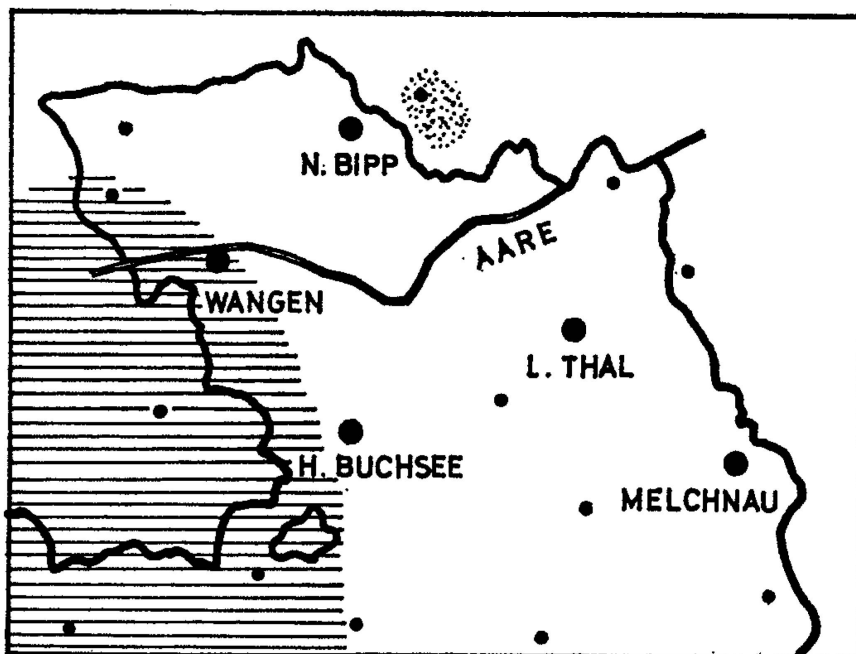 N. BIPP
AARE
WANGEN
L. THAL
H. BUCHSEE
MELCHNAU